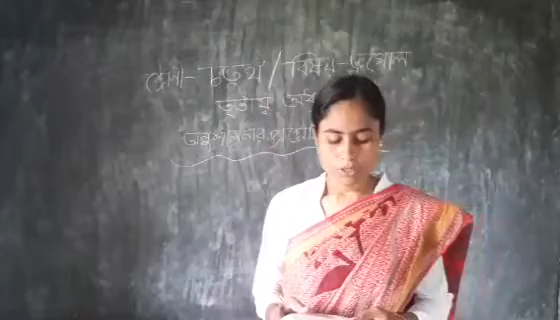 শ্রেণী - চতুর্থ / বিষয় - ভূগোল
তৃতীয়
অনুশীলনীর